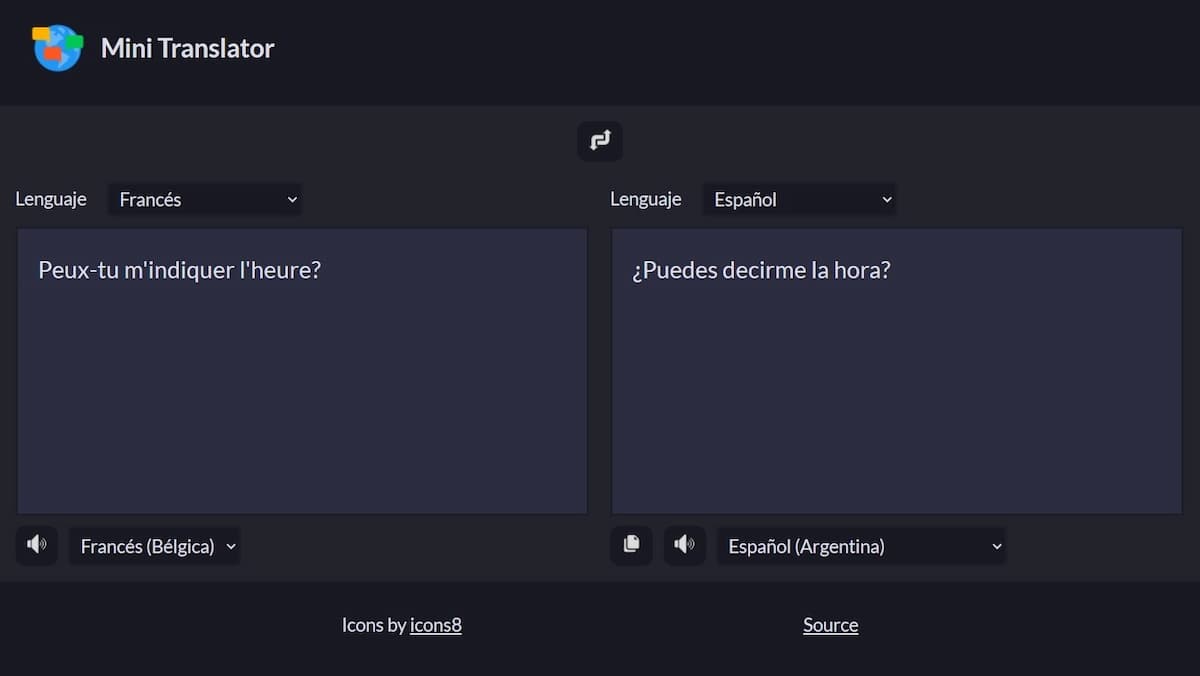 Mini Translator
Lenguaje Francés
Lenguaje Español
Peux-tu m'indiquer l'heure?
¿Puedes decirme la hora?
Francés (Bélgica)
Español (Argentina)
Icons by icons8
Source